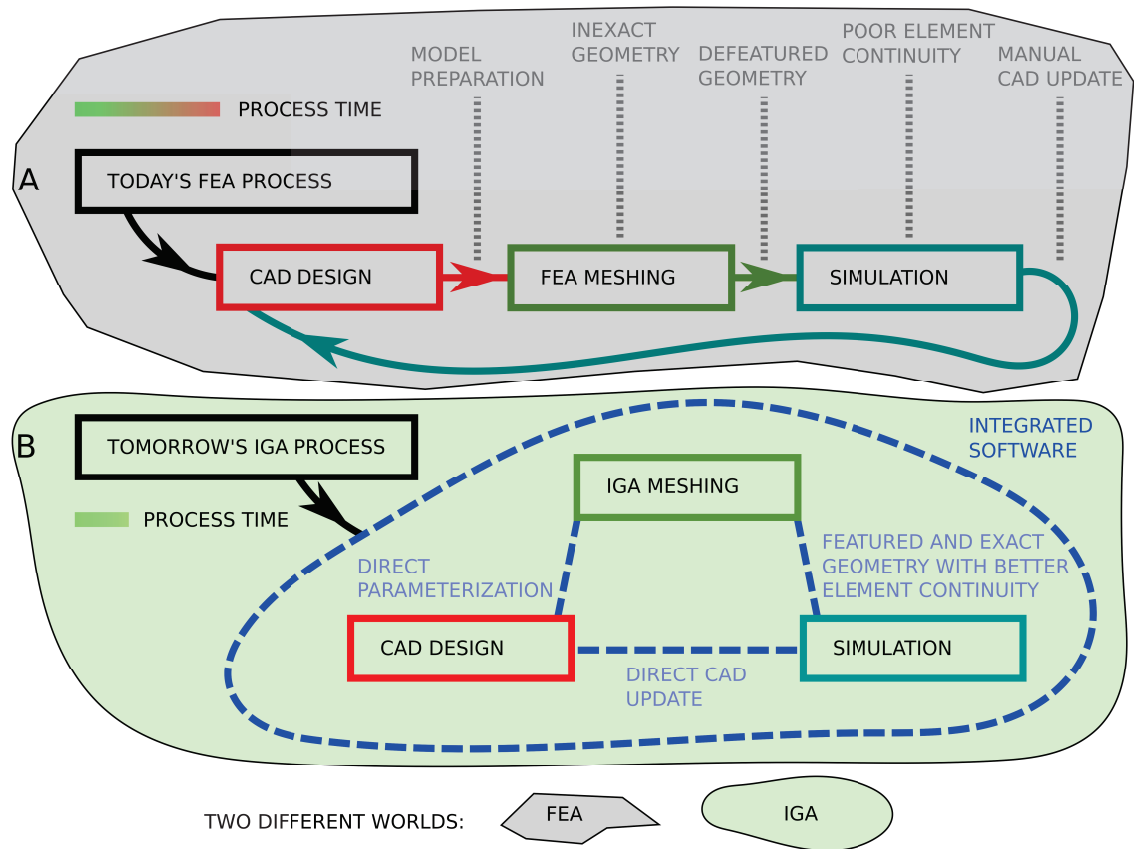 MODEL
PREPARATION
INEXACT
GEOMETRY
DEFEATURED
GEOMETRY
POOR ELEMENT
CONTINUITY
MANUAL
CAD UPDATE
PROCESS TIME
A
TODAY'S FEA PROCESS
CAD DESIGN
FEA MESHING
SIMULATION
B
TOMORROW'S IGA PROCESS
INTEGRATED
SOFTWARE
PROCESS TIME
IGA MESHING
DIRECT
PARAMETERIZATION
FEATURED AND EXACT
GEOMETRY WITH BETTER
ELEMENT CONTINUITY
CAD DESIGN
SIMULATION
DIRECT CAD
UPDATE
TWO DIFFERENT WORLDS:
FEA
IGA